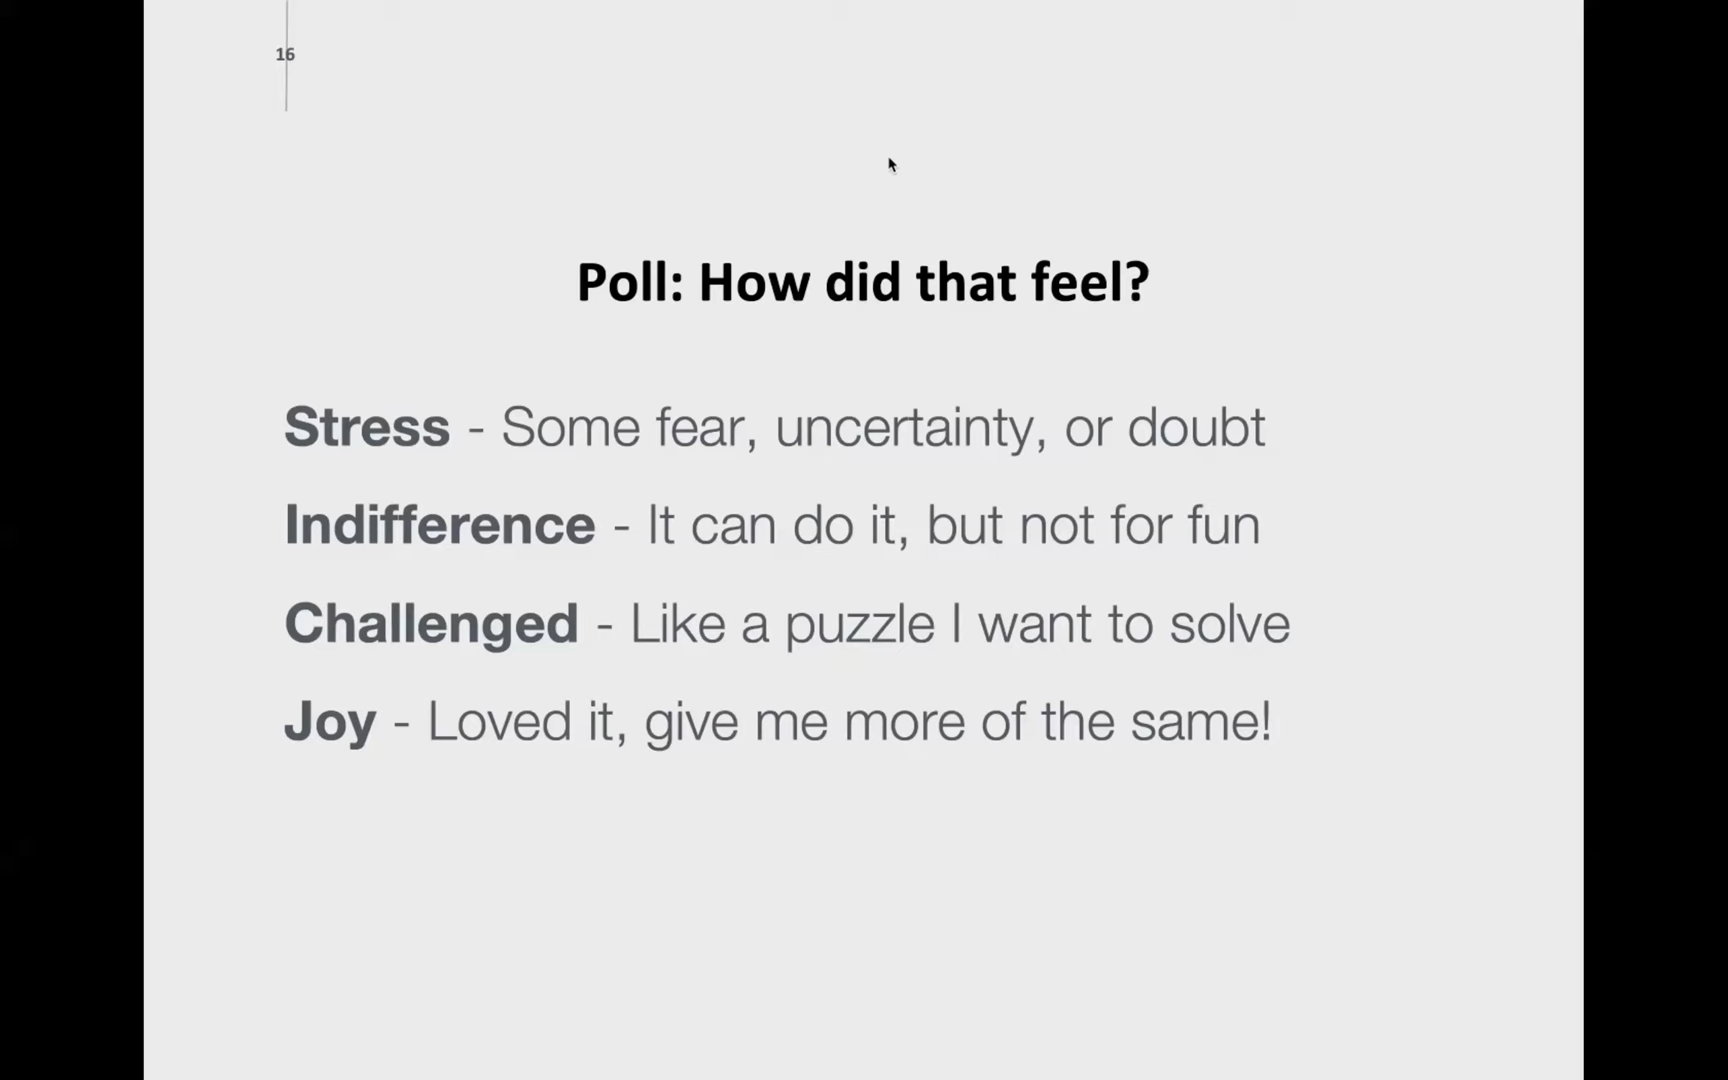 16
Poll: How did that feel?
Stress - Some fear, uncertainty, or doubt
Indifference - It can do it, but not for fun
Challenged - Like a puzzle I want to solve
Joy - Loved it, give me more of the same!